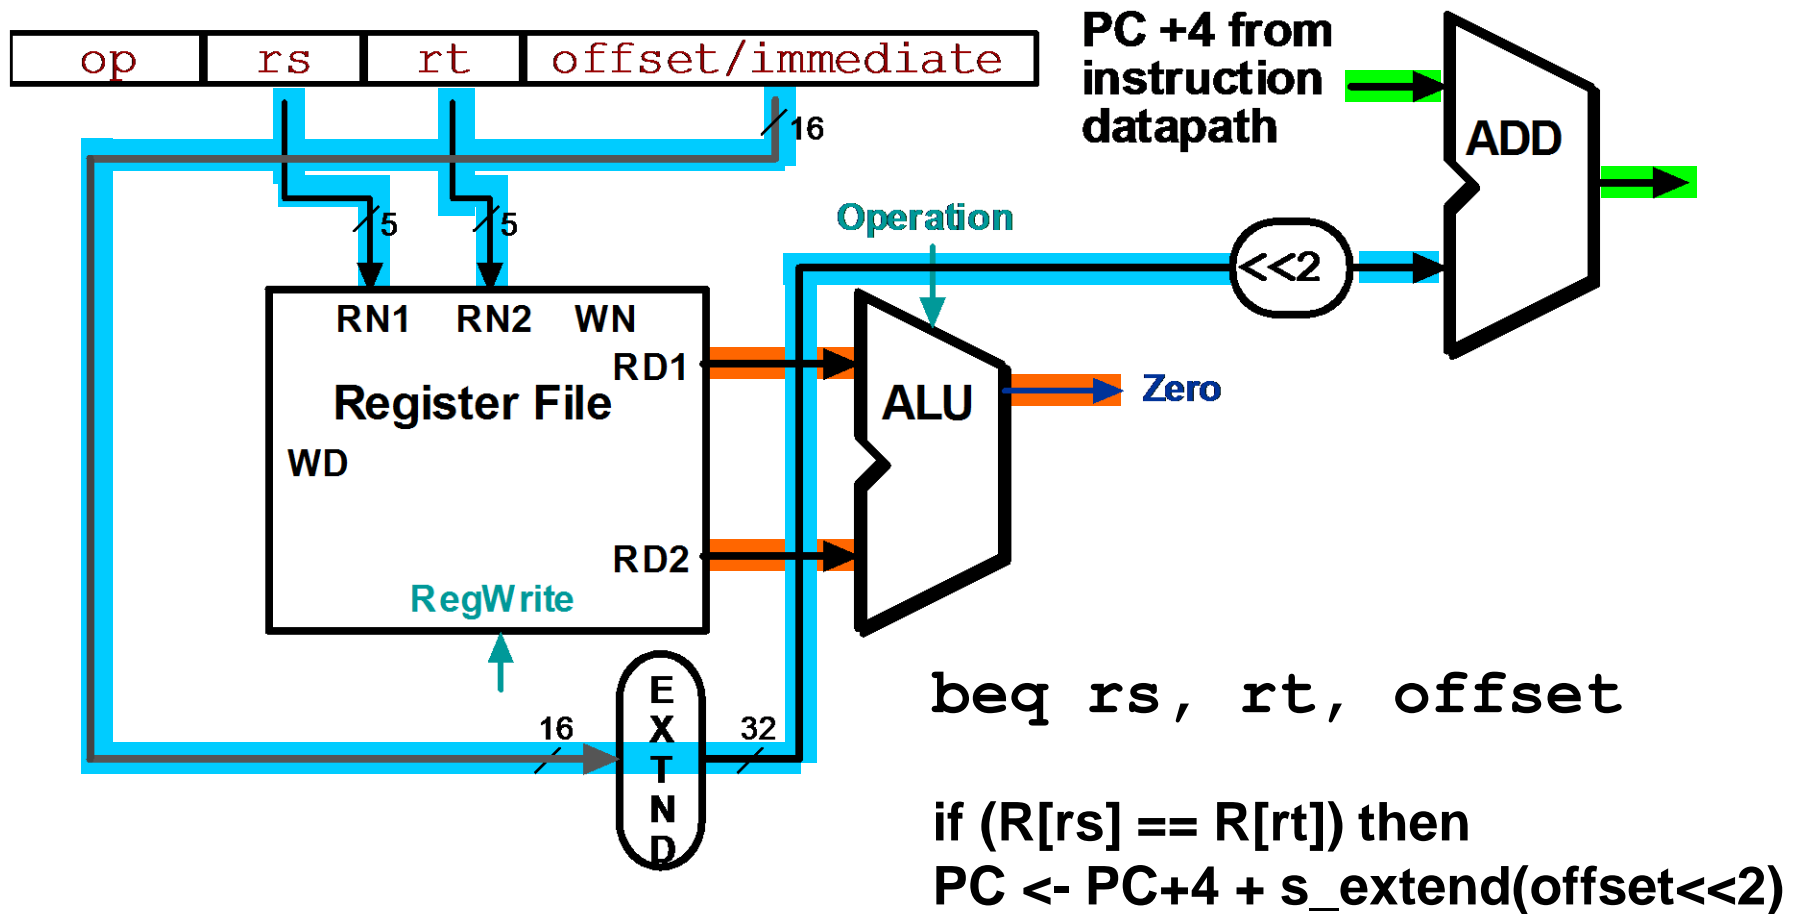 op rs rt offset/immediate
PC +4 from
instruction
datapath
ADD
16
5 5
Operation
<<2
RN1 RN2 WN
RD1
Register File
ALU
Zero
WD
RD2
RegWrite
16
EXTND
32
beq rs, rt, offset
if (R[rs] == R[rt]) then
PC <- PC+4 + s_extend(offset<<2)